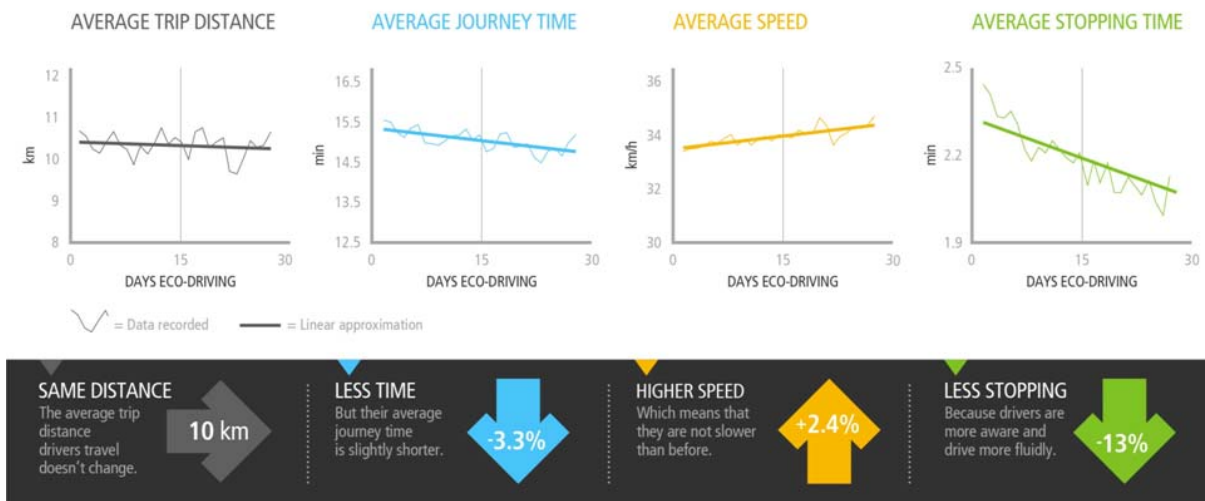 AVERAGE TRIP DISTANCE
km
12
11
10
9
8
0
15
30
DAYS ECO-DRIVING
AVERAGE JOURNEY TIME
min
16.5
15.5
14.5
13.5
12.5
0
15
30
DAYS ECO-DRIVING
AVERAGE SPEED
km/h
36
34
32
30
0
15
30
DAYS ECO-DRIVING
AVERAGE STOPPING TIME
min
2.5
2.2
1.9
0
15
30
DAYS ECO-DRIVING
= Data recorded
= Linear approximation
SAME DISTANCE
The average trip
distance
drivers travel
doesn't change.
10 km
LESS TIME
But their average
journey time
is slightly shorter.
-3.3%
HIGHER SPEED
Which means that
they are not slower
than before.
+2.4%
LESS STOPPING
Because drivers are
more aware and
drive more fluidly.
-13%